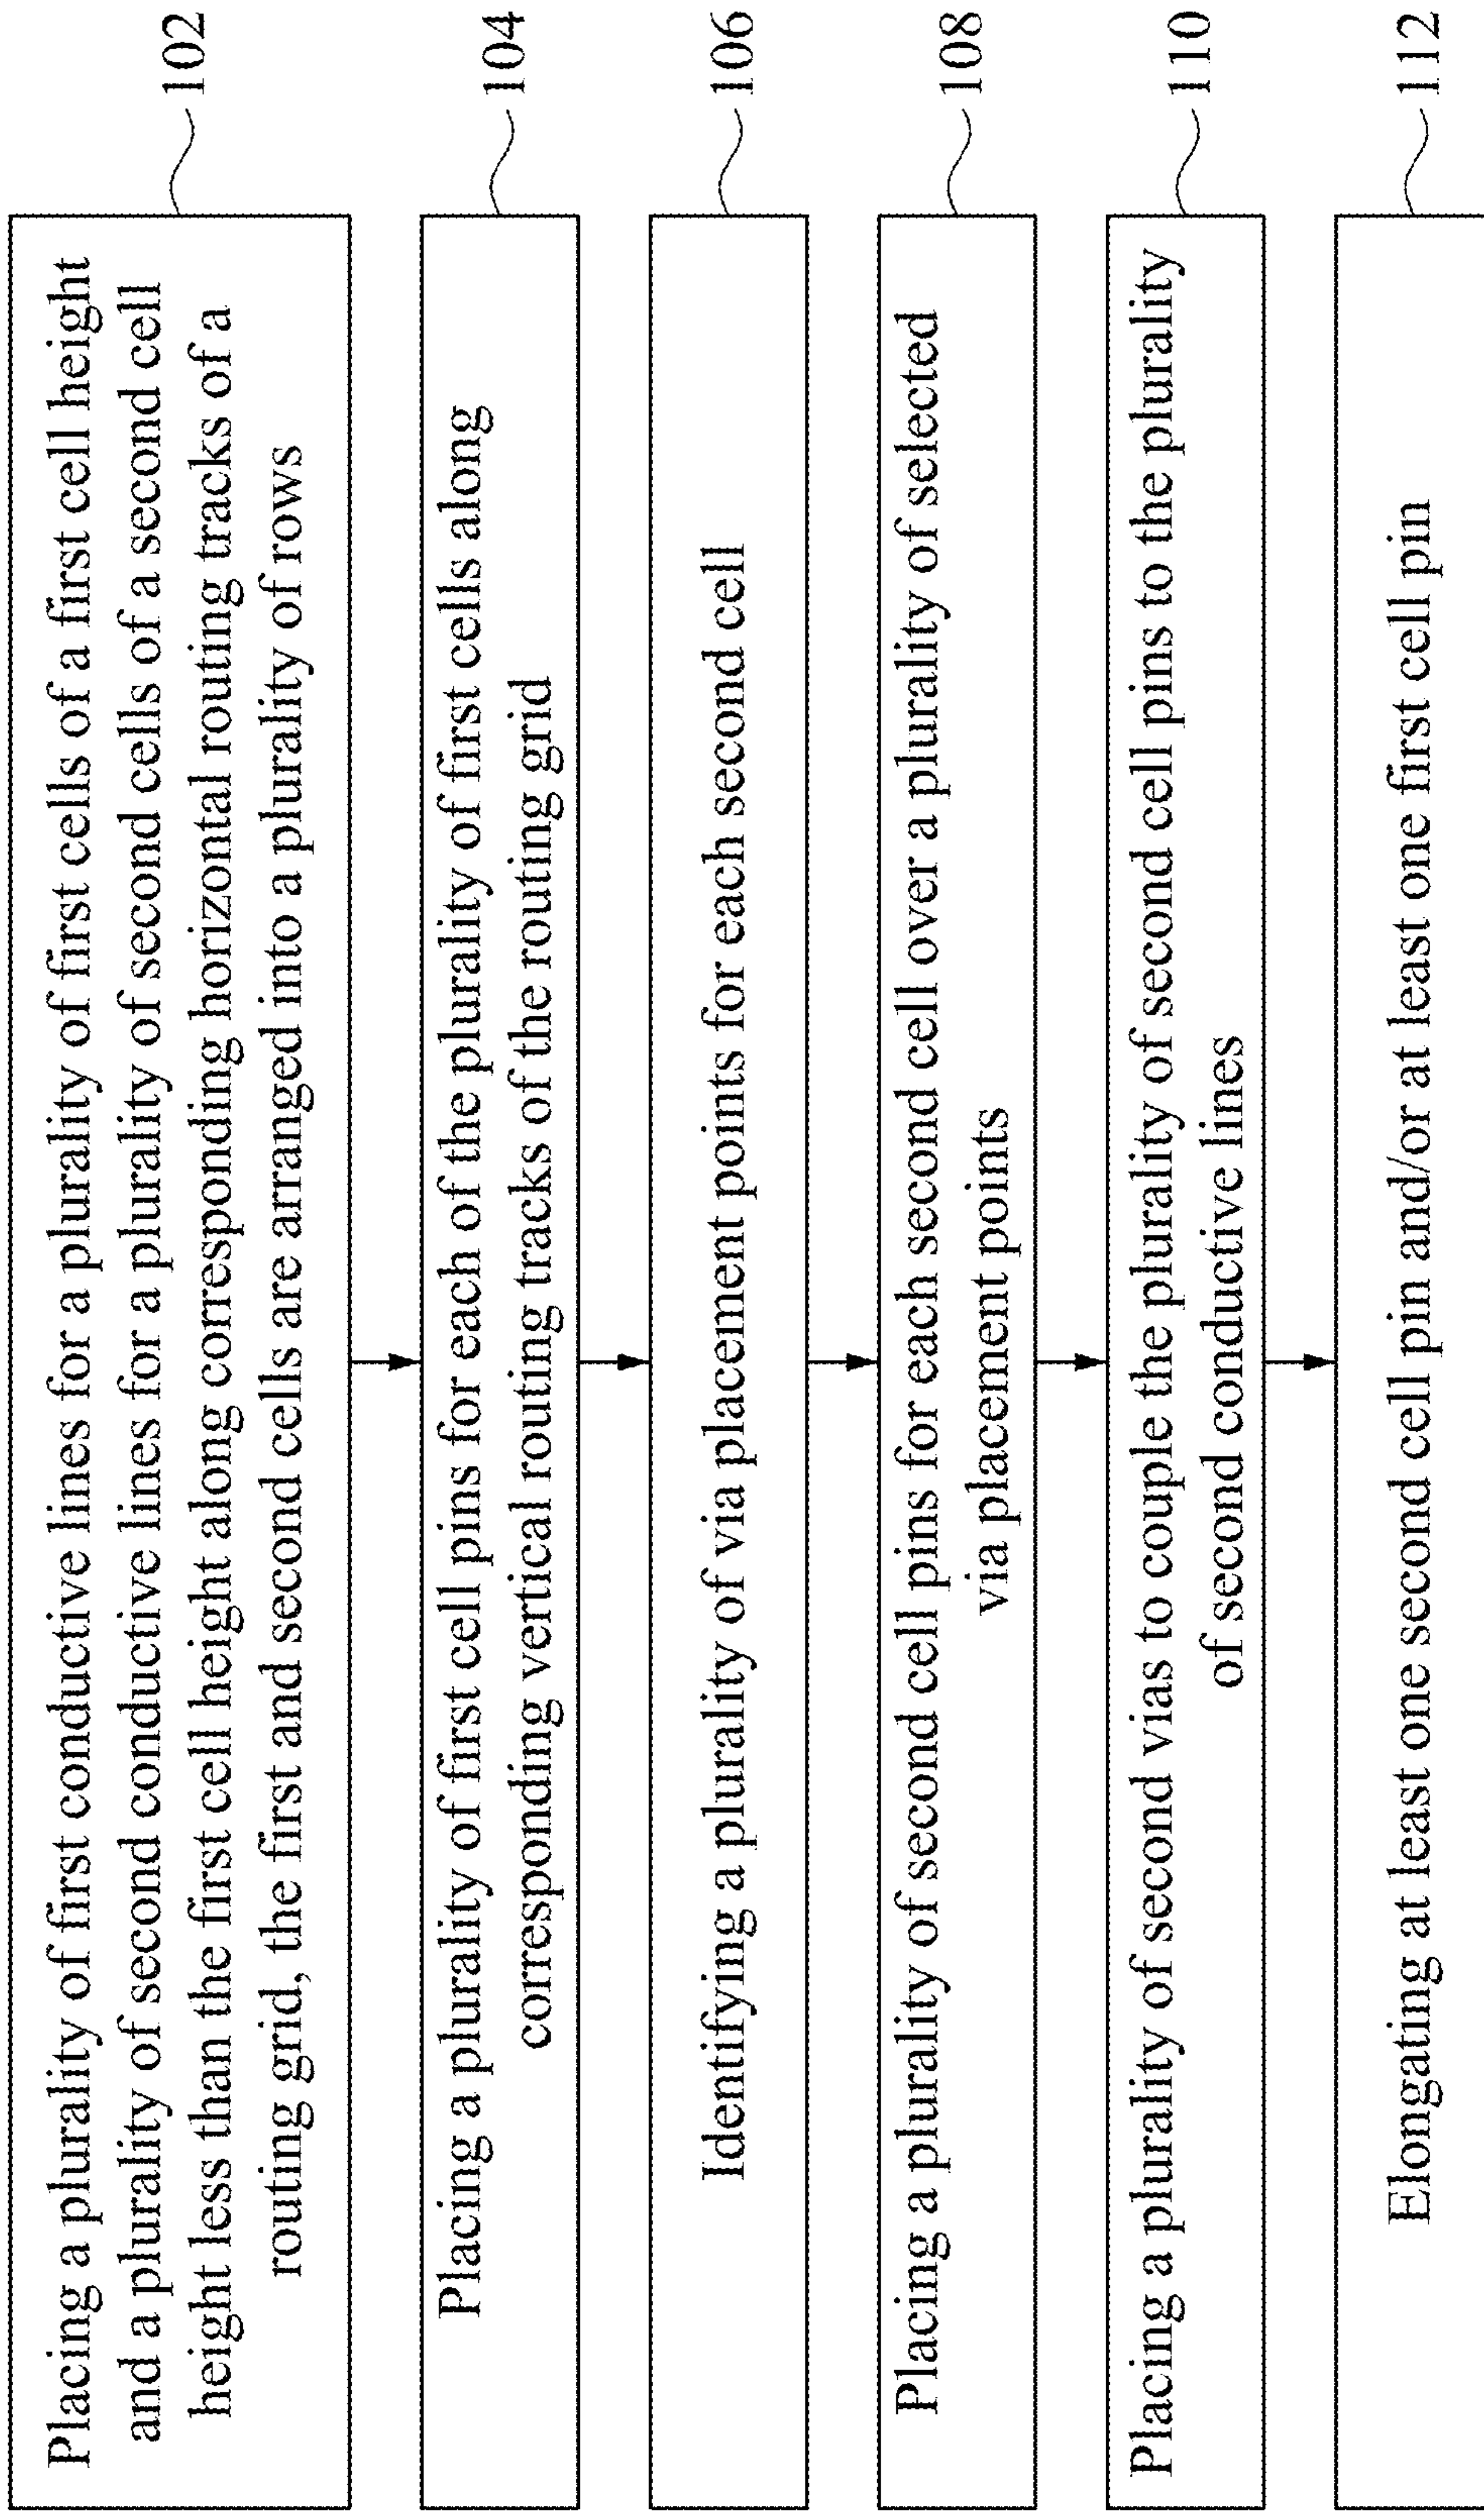 Placing a plurality of first conductive lines for a plurality of first cells of a first cell height
and a plurality of second conductive lines for a plurality of second cells of a second cell
height less than the first cell height along corresponding horizontal routing tracks of a
routing grid, the first and second cells are arranged into a plurality of rows
102
Placing a plurality of first cell pins for each of the plurality of first cells along
corresponding vertical routing tracks of the routing grid
104
Identifying a plurality of via placement points for each second cell
106
Placing a plurality of second cell pins for each second cell over a plurality of selected
via placement points
108
Placing a plurality of second vias to couple the plurality of second cell pins to the plurality
of second conductive lines
110
Elongating at least one second cell pin and/or at least one first cell pin
112